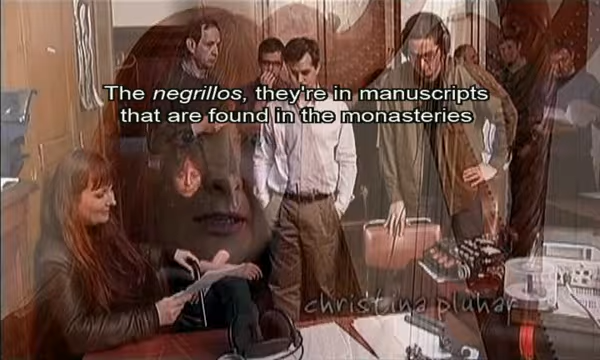 The negrillos, they're in manuscripts
that are found in the monasteries
christina pluhar